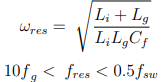 ω_res = √((L_i + L_g) / (L_i L_g C_f))
10f_g < f_res < 0.5f_sw